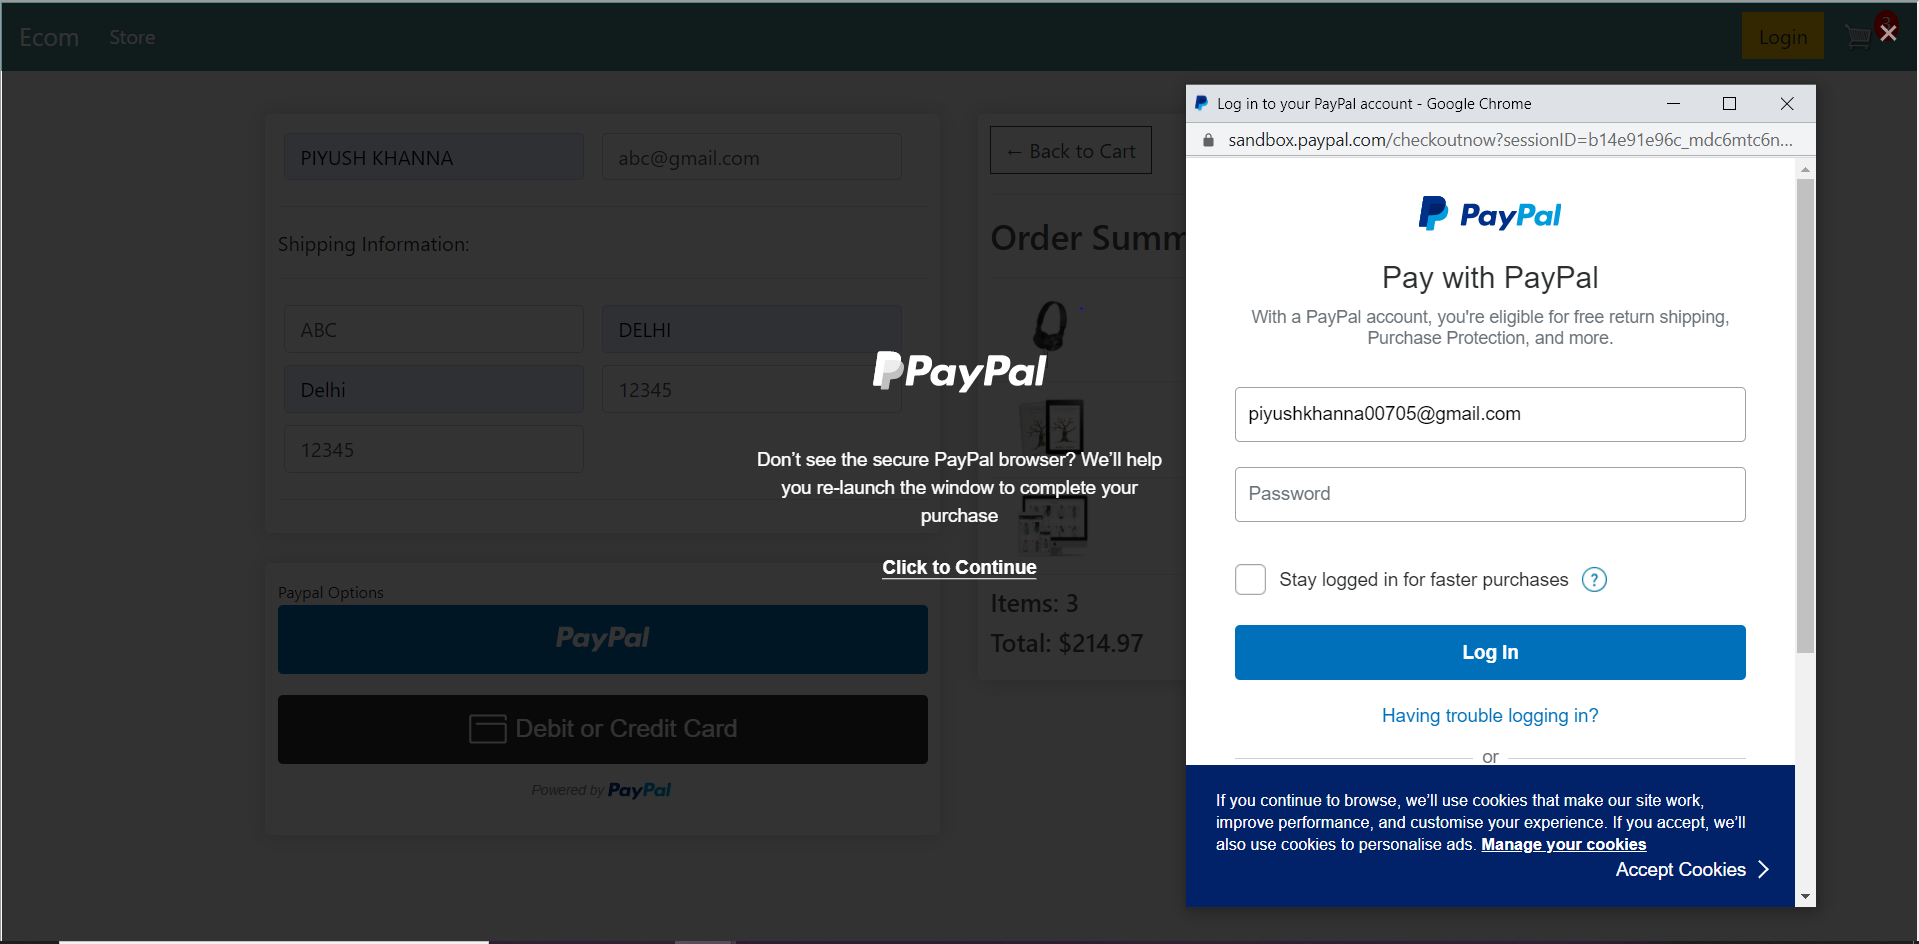 Ecom
Store
Login
3
PIYUSH KHANNA
abc@gmail.com
Shipping Information:
ABC
DELHI
Delhi
12345
12345
Paypal Options
PayPal
Debit or Credit Card
Powered by PayPal
← Back to Cart
Order Summ
Items: 3
Total: $214.97
PayPal
Don't see the secure PayPal browser? We'll help
you re-launch the window to complete your
purchase
Click to Continue
Log in to your PayPal account - Google Chrome
sandbox.paypal.com/checkoutnow?sessionID=b14e91e96c_mdc6mtc6n...
PayPal
Pay with PayPal
With a PayPal account, you're eligible for free return shipping,
Purchase Protection, and more.
piyushkhanna00705@gmail.com
Password
Stay logged in for faster purchases ?
Log In
Having trouble logging in?
or
If you continue to browse, we'll use cookies that make our site work,
improve performance, and customise your experience. If you accept, we'll
also use cookies to personalise ads. Manage your cookies
Accept Cookies